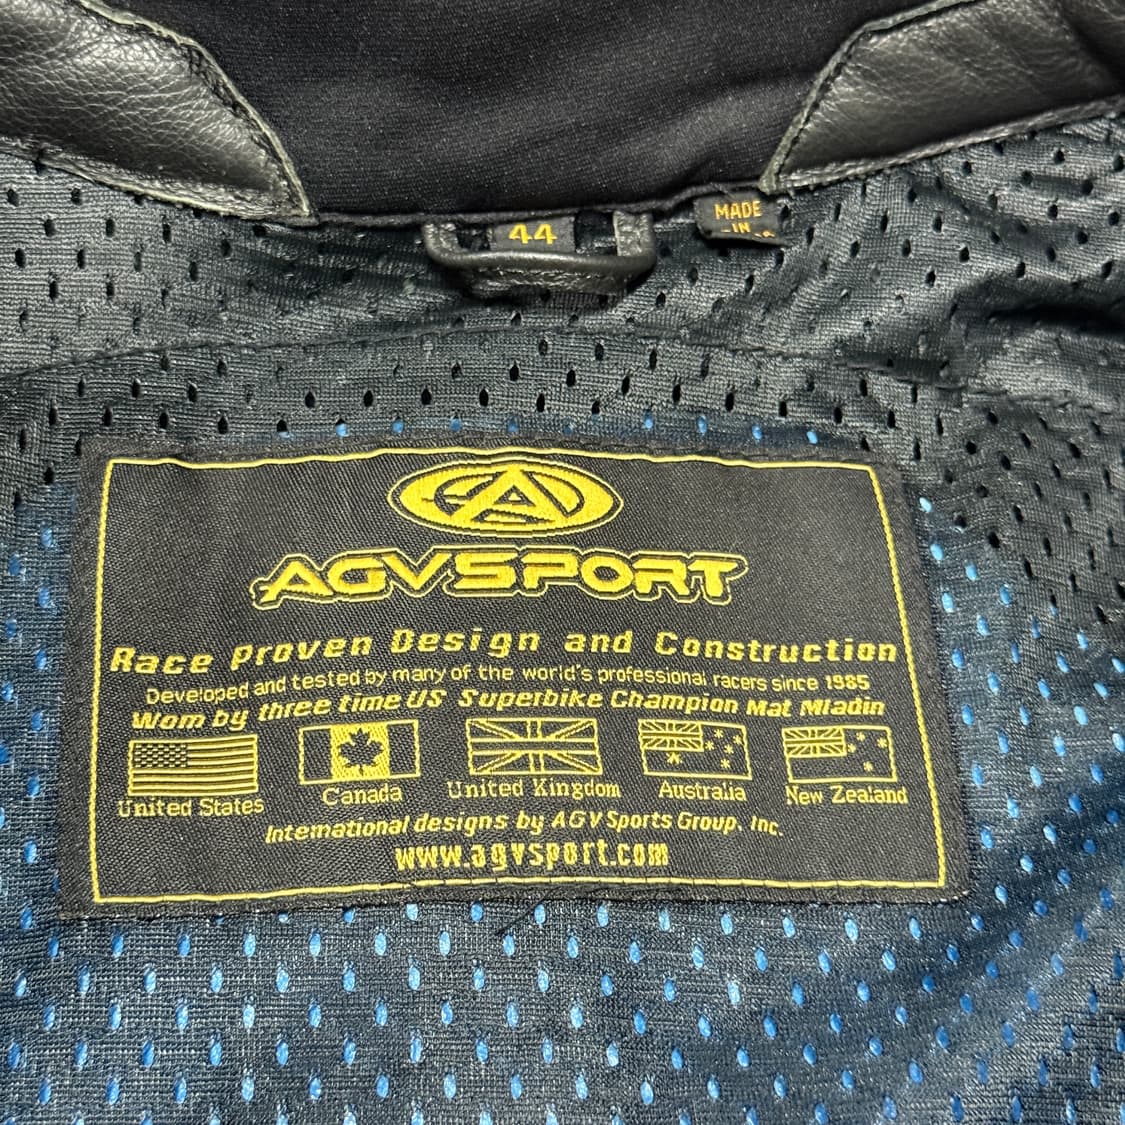 44
MADE
IN
AGVSPORT
Race Proven Design and Construction
Developed and tested by many of the world's professional racers since 1985
Worn by three time US Superbike Champion Mat Mladin
United States
Canada
United Kingdom
Australia
New Zealand
International designs by AGV Sports Group, Inc.
www.agvsport.com